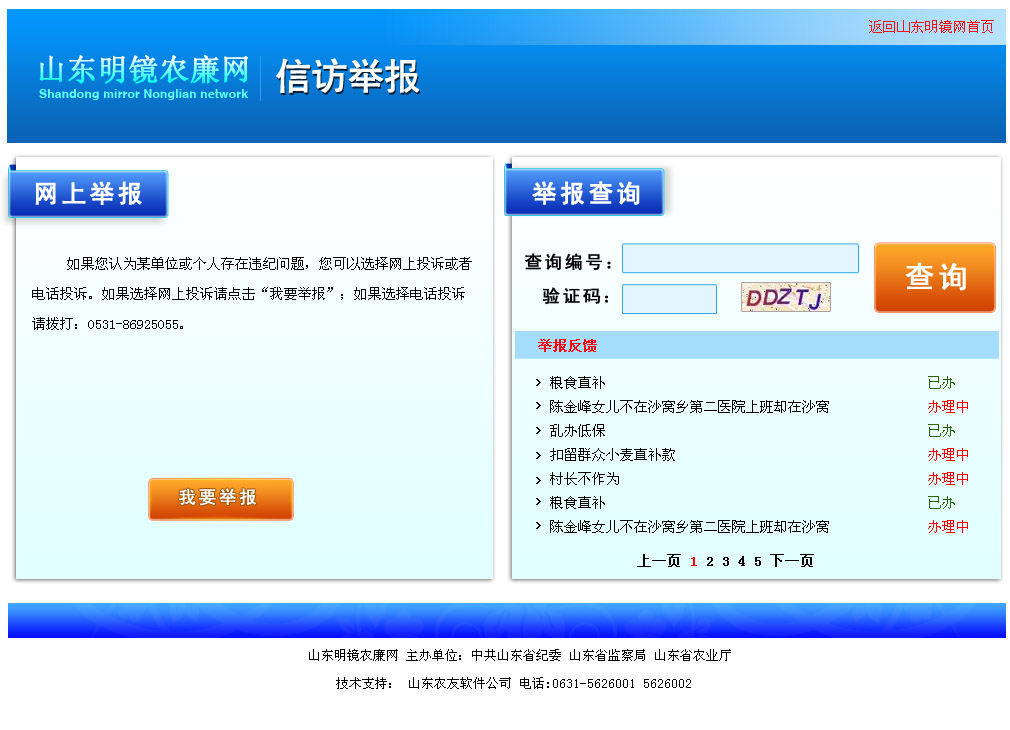 返回山东明镜网首页
山东明镜农廉网
Shandong mirror Nonglian network
信访举报
网上举报
如果您认为某单位或个人存在违纪问题，您可以选择网上投诉或者
电话投诉。如果选择网上投诉请点击“我要举报”；如果选择电话投诉
请拨打：0531-86925055。
我要举报
举报查询
查询编号：
验证码：
DDZTJ
查询
举报反馈
粮食直补 已办
陈金峰女儿不在沙窝乡第二医院上班却在沙窝 办理中
乱办低保 已办
扣留群众小麦直补款 办理中
村长不作为 办理中
粮食直补 已办
陈金峰女儿不在沙窝乡第二医院上班却在沙窝 办理中
上一页 1 2 3 4 5 下一页
山东明镜农廉网 主办单位：中共山东省纪委 山东省监察局 山东省农业厅
技术支持： 山东农友软件公司 电话:0631-5626001 5626002